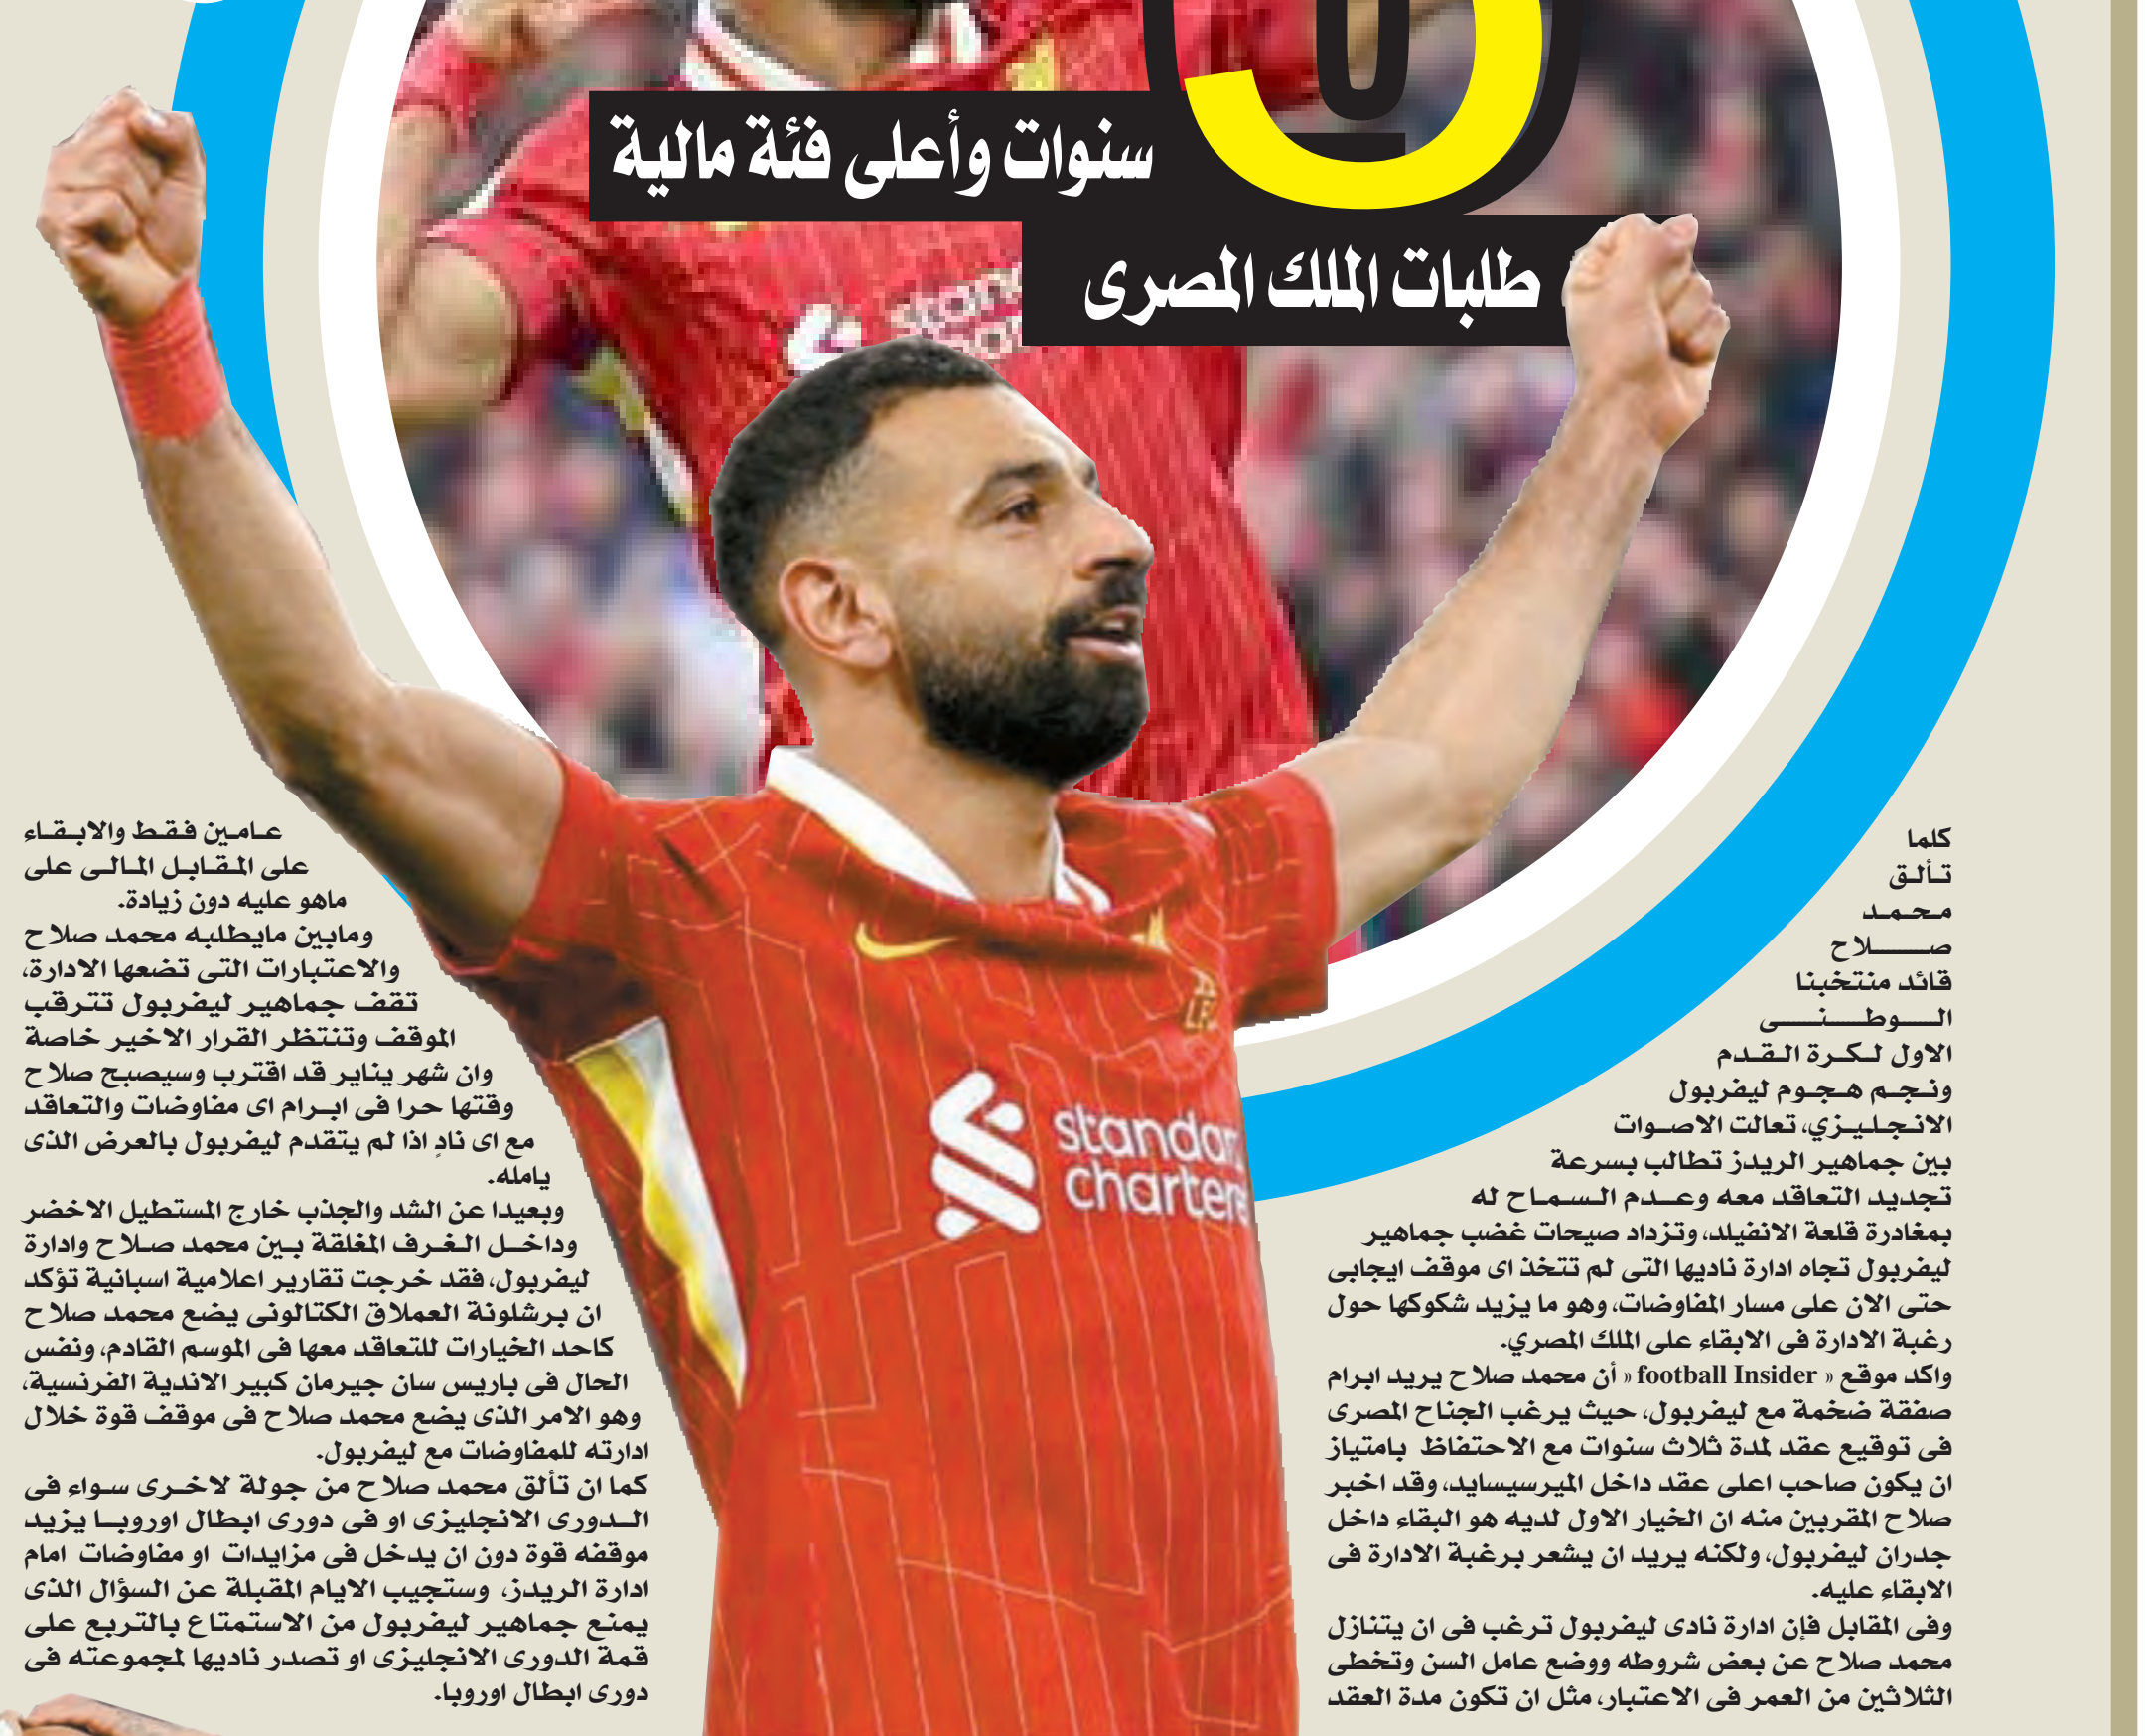 سنوات وأعلى فئة مالية
طلبات الملك المصرى
كلما
تألق
محمد
صلاح
قائد منتخبنا
الوطنى
الاول لكرة القدم
ونجم هجوم ليفربول
الانجليزي، تعالت الاصوات
بين جماهير الريدز تطالب بسرعة
تجديد التعاقد معه وعدم السماح له
بمغادرة قلعة الانفيلد، وتزداد صيحات غضب جماهير
ليفربول تجاه ادارة ناديها التى لم تتخذ اى موقف ايجابى
حتى الان على مسار المفاوضات، وهو ما يزيد شكوكها حول
رغبة الادارة فى الابقاء على الملك المصري.
واكد موقع « football Insider » أن محمد صلاح يريد ابرام
صفقة ضخمة مع ليفربول، حيث يرغب الجناح المصرى
فى توقيع عقد لمدة ثلاث سنوات مع الاحتفاظ بامتياز
ان يكون صاحب اعلى عقد داخل الميرسيسايد، وقد اخبر
صلاح المقربين منه ان الخيار الاول لديه هو البقاء داخل
جدران ليفربول، ولكنه يريد ان يشعر برغبة الادارة فى
الابقاء عليه.
وفى المقابل فإن ادارة نادى ليفربول ترغب فى ان يتنازل
محمد صلاح عن بعض شروطه ووضع عامل السن وتخطى
الثلاثين من العمر فى الاعتبار، مثل ان تكون مدة العقد
عامين فقط والابقاء
على المقابل المالى على
ماهو عليه دون زيادة.
ومابين مايطلبه محمد صلاح
والاعتبارات التى تضعها الادارة،
تقف جماهير ليفربول تترقب
الموقف وتنتظر القرار الاخير خاصة
وان شهر يناير قد اقترب وسيصبح صلاح
وقتها حرا فى ابرام اى مفاوضات والتعاقد
مع اى نادٍ اذا لم يتقدم ليفربول بالعرض الذى
يامله.
وبعيدا عن الشد والجذب خارج المستطيل الاخضر
وداخل الغرف المغلقة بين محمد صلاح وادارة
ليفربول، فقد خرجت تقارير اعلامية اسبانية تؤكد
ان برشلونة العملاق الكتالونى يضع محمد صلاح
كاحد الخيارات للتعاقد معها فى الموسم القادم، ونفس
الحال فى باريس سان جيرمان كبير الاندية الفرنسية،
وهو الامر الذى يضع محمد صلاح فى موقف قوة خلال
ادارته للمفاوضات مع ليفربول.
كما ان تألق محمد صلاح من جولة لاخرى سواء فى
الدورى الانجليزى او فى دورى ابطال اوروبا يزيد
موقفه قوة دون ان يدخل فى مزايدات او مفاوضات امام
ادارة الريدز، وستجيب الايام المقبلة عن السؤال الذى
يمنع جماهير ليفربول من الاستمتاع بالتربع على
قمة الدورى الانجليزى او تصدر ناديها لمجموعته فى
دورى ابطال اوروبا.
standar
chartere